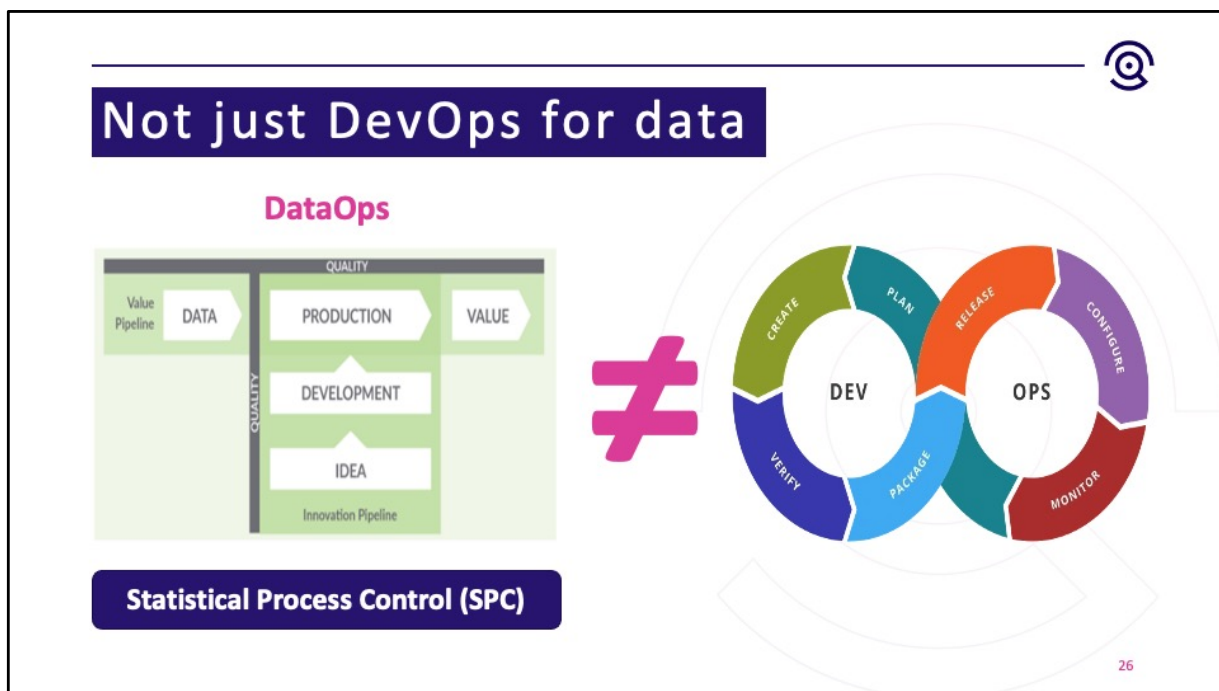 Not just DevOps for data
DataOps
QUALITY
Value
Pipeline
DATA
PRODUCTION
VALUE
QUALITY
DEVELOPMENT
IDEA
Innovation Pipeline
Statistical Process Control (SPC)
≠
CREATE
PLAN
RELEASE
CONFIGURE
DEV
OPS
VERIFY
PACKAGE
MONITOR
26